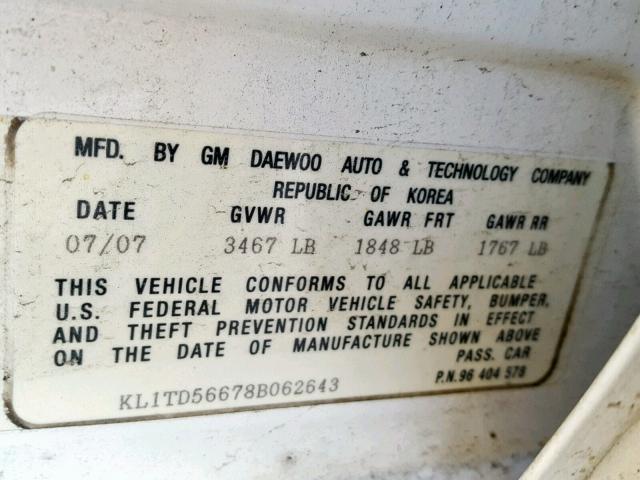 MFD. BY GM DAEWOO AUTO & TECHNOLOGY COMPANY
REPUBLIC OF KOREA
DATE GVWR GAWR FRT GAWR RR
07/07 3467 LB 1848 LB 1767 LB
THIS VEHICLE CONFORMS TO ALL APPLICABLE
U.S. FEDERAL MOTOR VEHICLE SAFETY, BUMPER,
AND THEFT PREVENTION STANDARDS IN EFFECT
ON THE DATE OF MANUFACTURE SHOWN ABOVE
PASS. CAR
KL1TD56678B062643
P.N.96 404 578